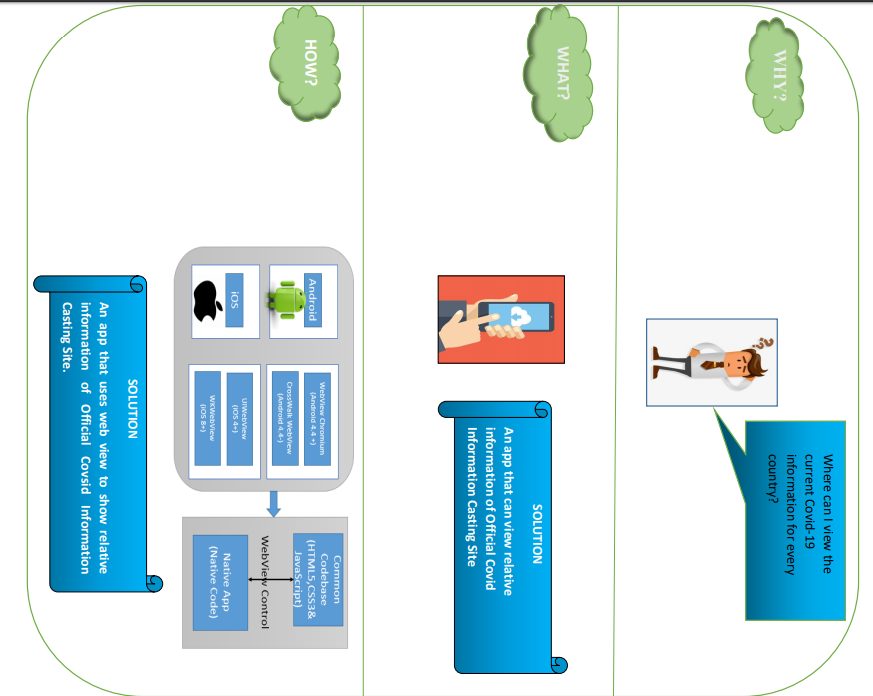 WHY?
Where can I view the
current Covid-19
information for every
country?
WHAT?
SOLUTION
An app that can view relative
information of Official Covid
Information Casting Site
HOW?
Android
iOS
WebView Chromium
(Android 4.4 +)
CrossWalk WebView
(Android 4.4-)
UIWebView
(iOS 4+)
WKWebView
(iOS 8+)
Common
Codebase
(HTML5,CSS3&
JavaScript)
WebView Control
Native App
(Native Code)
SOLUTION
An app that uses web view to show relative
information of Official Covsid Information
Casting Site.